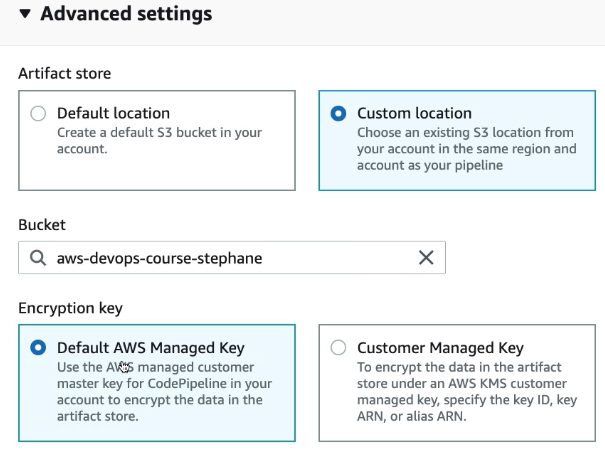 Advanced settings
Artifact store
Default location
Create a default S3 bucket in your
account.
Custom location
Choose an existing S3 location from
your account in the same region and
account as your pipeline
Bucket
aws-devops-course-stephane
Encryption key
Default AWS Managed Key
Use the AWS managed customer
master key for CodePipeline in your
account to encrypt the data in the
artifact store.
Customer Managed Key
To encrypt the data in the artifact
store under an AWS KMS customer
managed key, specify the key ID, key
ARN, or alias ARN.